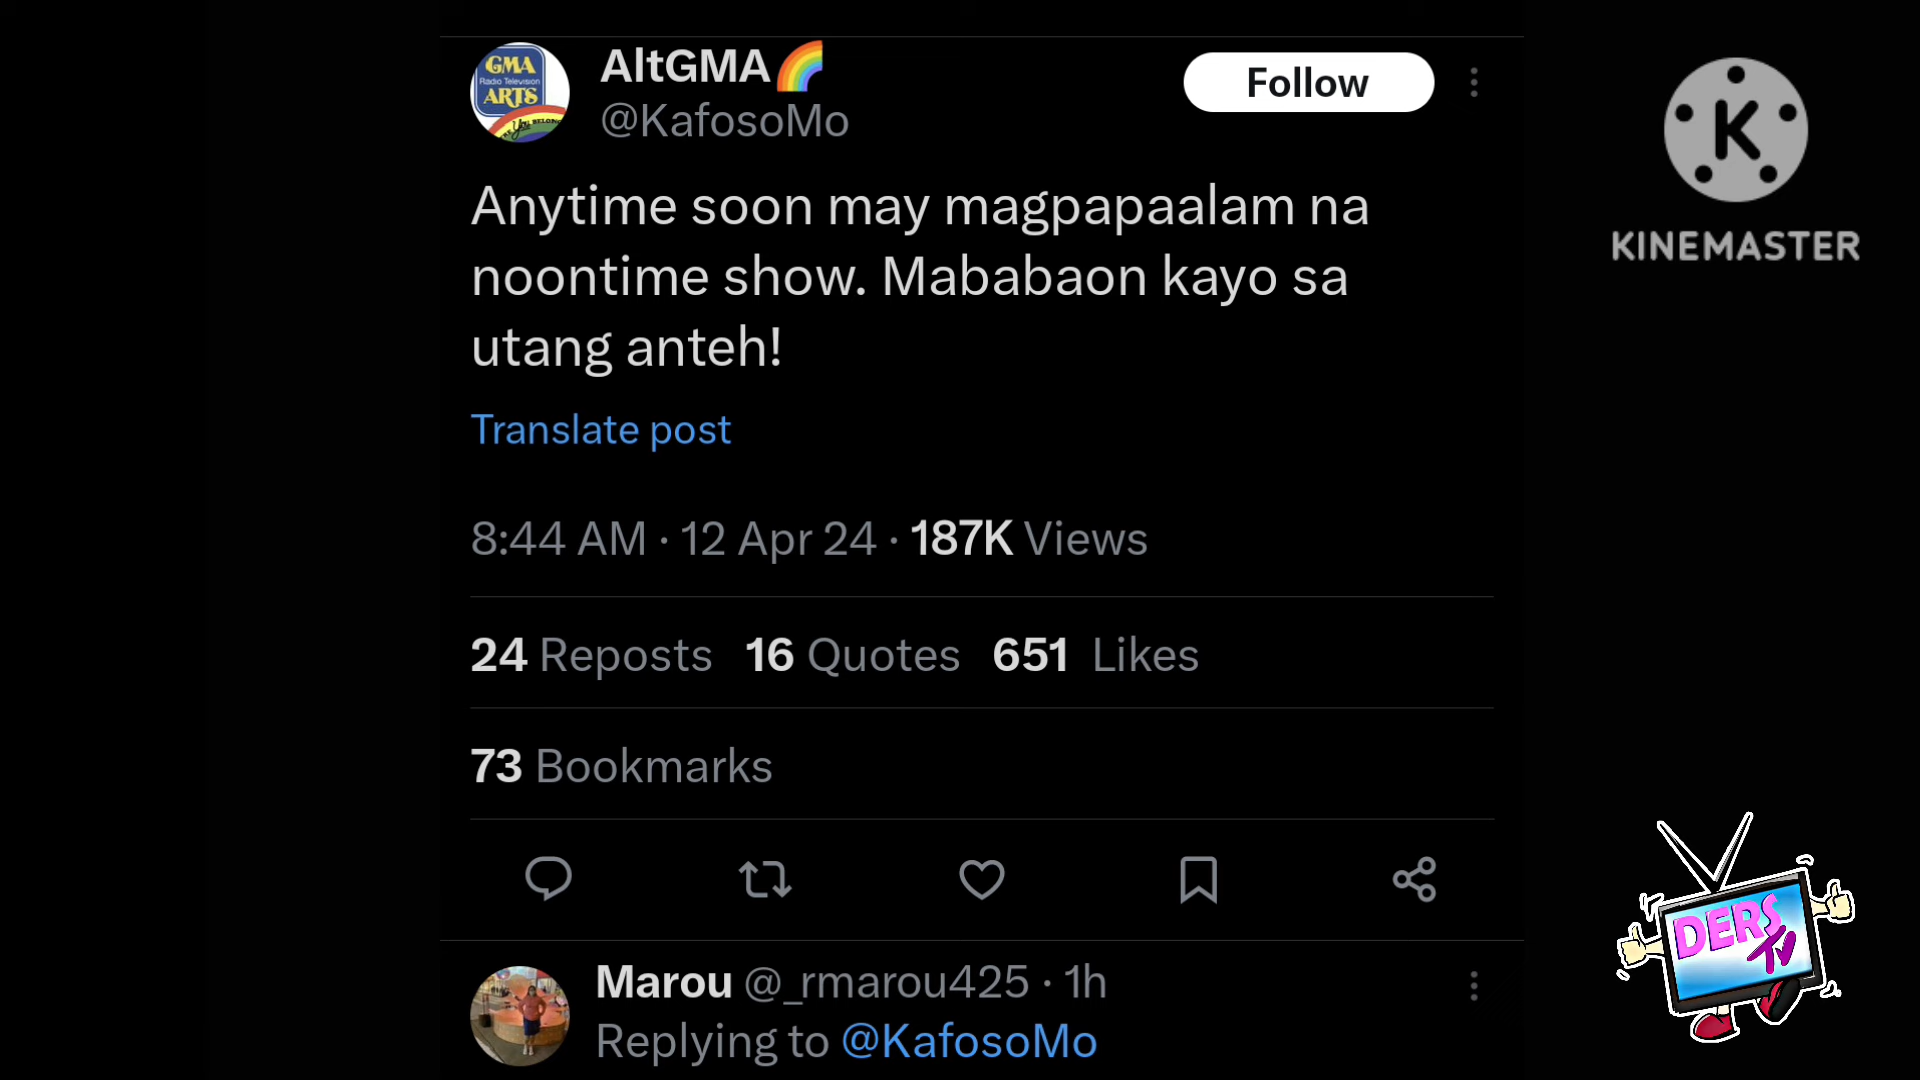 GMA
Radio Television
ARTS
AltGMA🌈
@KafosoMo
Follow
K
KINEMASTER
Anytime soon may magpapaalam na
noontime show. Mababaon kayo sa
utang anteh!
Translate post
8:44 AM · 12 Apr 24 · 187K Views
24 Reposts 16 Quotes 651 Likes
73 Bookmarks
DERS
TV
Marou @_rmarou425 · 1h
Replying to @KafosoMo